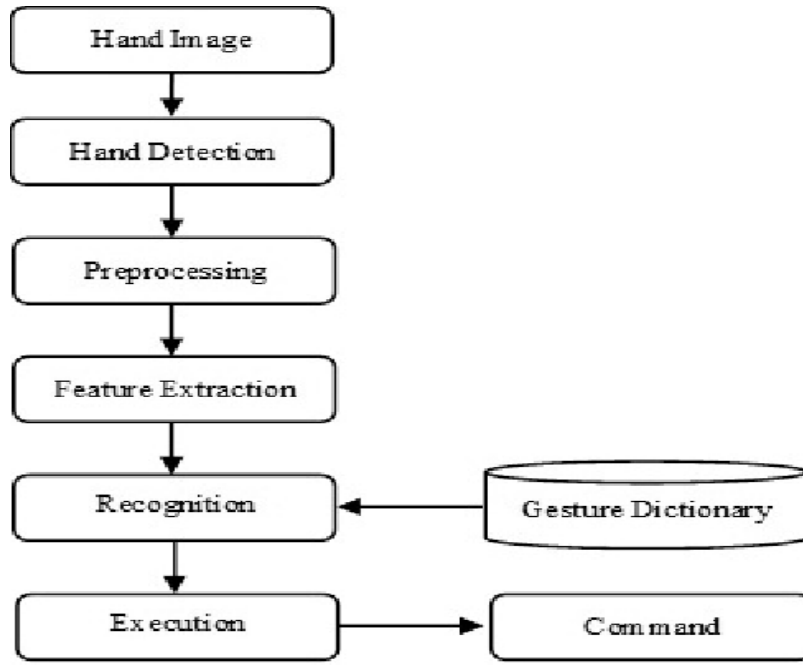 Hand Image
Hand Detection
Preprocessing
Feature Extraction
Recognition
Gesture Dictionary
Execution
Command